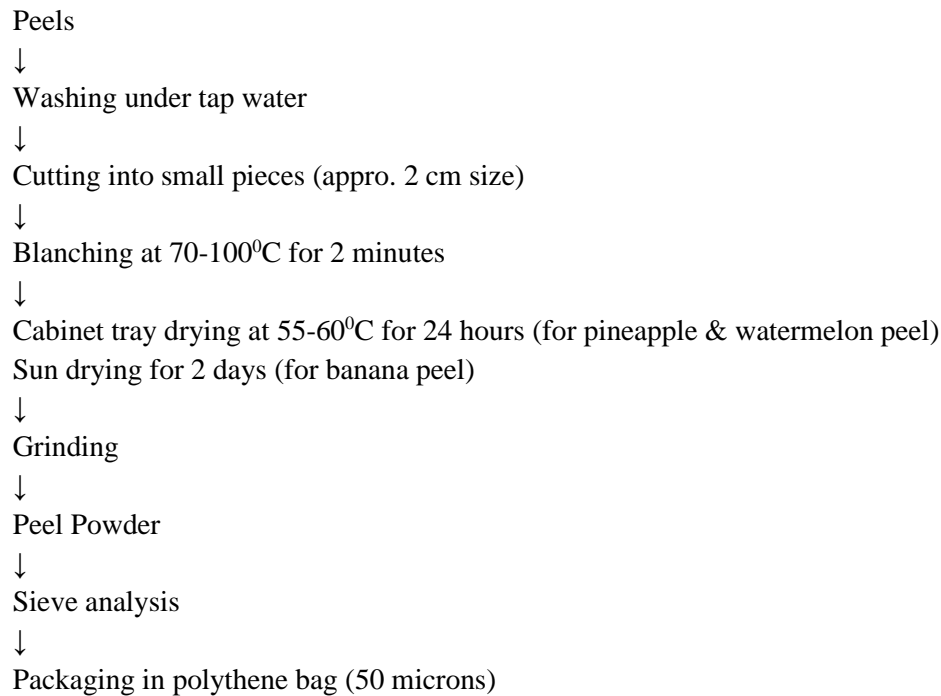 Peels
↓
Washing under tap water
↓
Cutting into small pieces (appro. 2 cm size)
↓
Blanching at 70-100⁰C for 2 minutes
↓
Cabinet tray drying at 55-60⁰C for 24 hours (for pineapple & watermelon peel)
Sun drying for 2 days (for banana peel)
↓
Grinding
↓
Peel Powder
↓
Sieve analysis
↓
Packaging in polythene bag (50 microns)